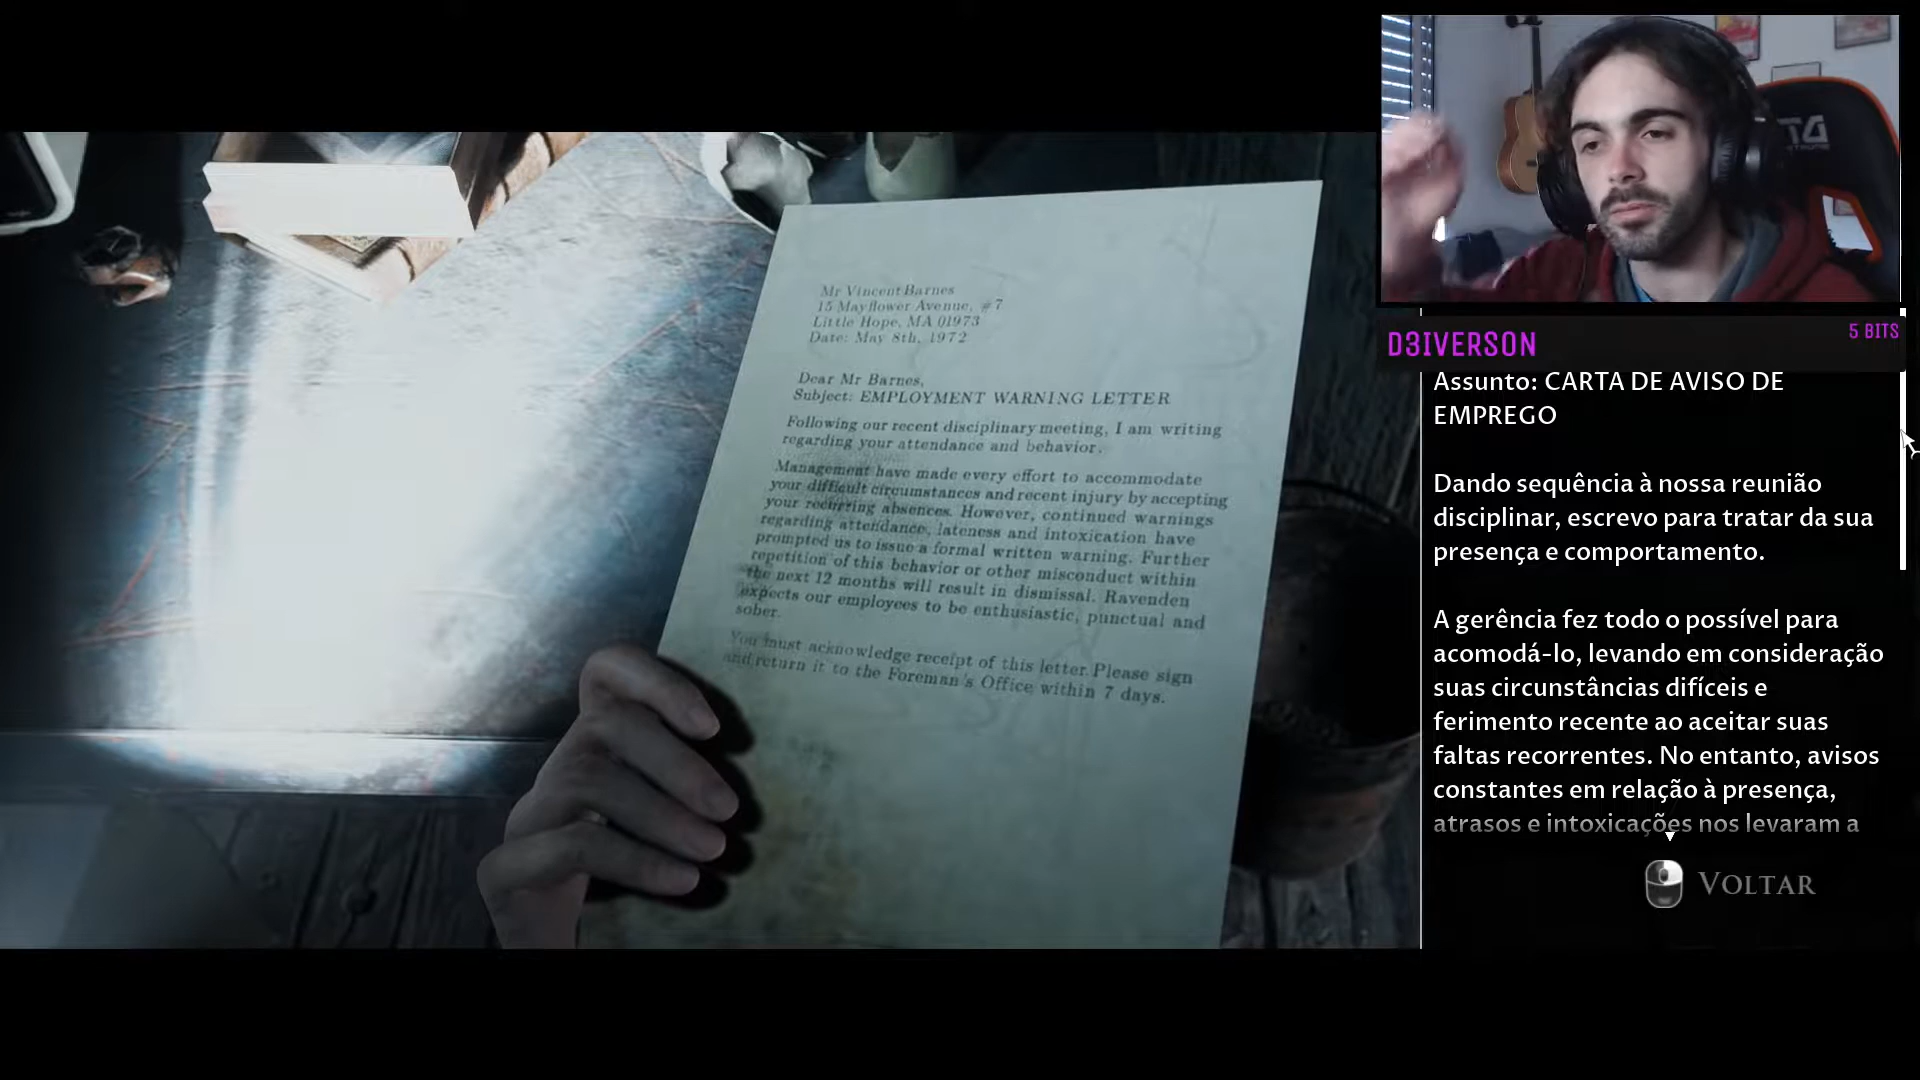 Mr Vincent Barnes
15 Mayflower Avenue, #7
Little Hope, MA 01973
Date: May 8th, 1972
Dear Mr Barnes,
Subject: EMPLOYMENT WARNING LETTER
Following our recent disciplinary meeting, I am writing
regarding your attendance and behavior.
Management have made every effort to accommodate
your difficult circumstances and recent injury by accepting
your recurring absences. However, continued warnings
regarding attendance, lateness and intoxication have
prompted us to issue a formal written warning. Further
repetition of this behavior or other misconduct within
the next 12 months will result in dismissal. Ravenden
expects our employees to be enthusiastic, punctual and
sober.
You must acknowledge receipt of this letter. Please sign
and return it to the Foreman's Office within 7 days.
D3IVERSON
5 BITS
Assunto: CARTA DE AVISO DE
EMPREGO
Dando sequência à nossa reunião
disciplinar, escrevo para tratar da sua
presença e comportamento.
A gerência fez todo o possível para
acomodá-lo, levando em consideração
suas circunstâncias difíceis e
ferimento recente ao aceitar suas
faltas recorrentes. No entanto, avisos
constantes em relação à presença,
atrasos e intoxicações nos levaram a
VOLTAR